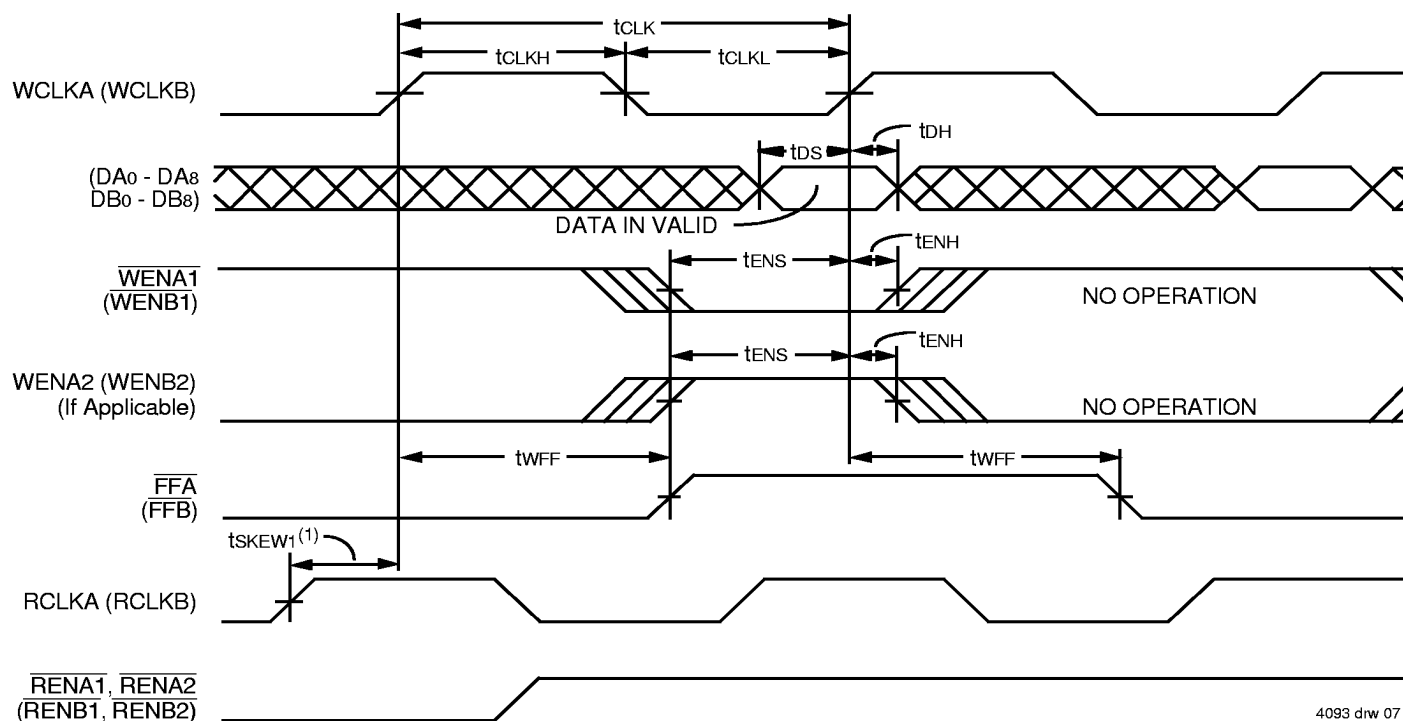 tCLK
tCLKH
tCLKL
WCLKA (WCLKB)
tDH
tDS
(DA0 - DA8
DB0 - DB8)
DATA IN VALID
WENA1
(WENB1)
tENS
tENH
NO OPERATION
WENA2 (WENB2)
(If Applicable)
tENS
tENH
NO OPERATION
tWFF
tWFF
FFA
(FFB)
tSKEW1(1)
RCLKA (RCLKB)
RENA1, RENA2
(RENB1, RENB2)
4093 drw 07